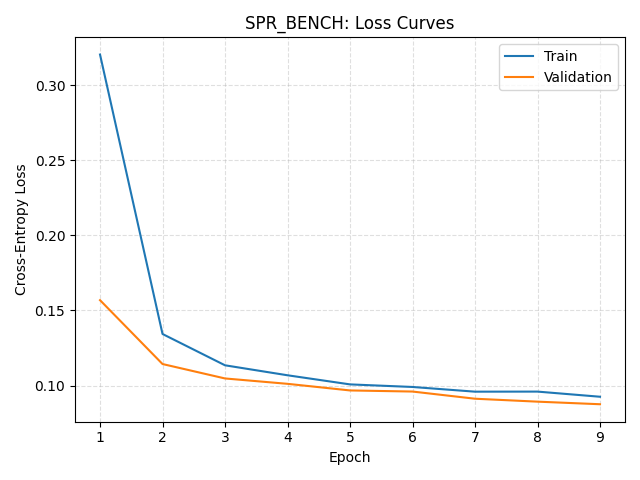 SPR_BENCH: Loss Curves
Train
Validation
Cross-Entropy Loss
0.30
0.25
0.20
0.15
0.10
1 2 3 4 5 6 7 8 9
Epoch